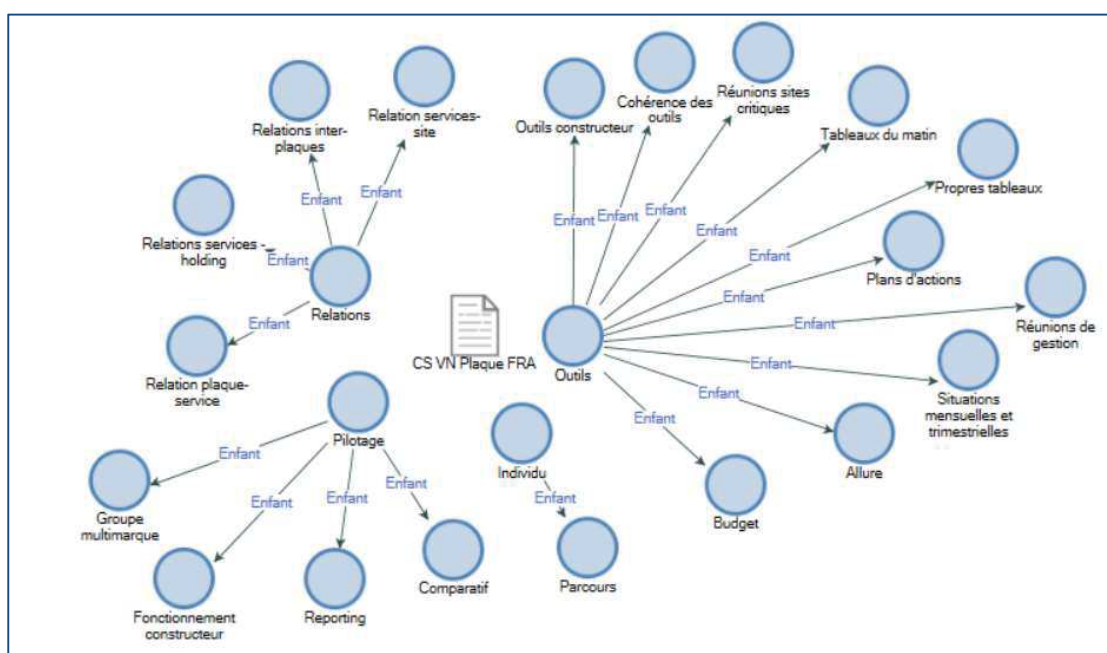 Relations inter-
plaques
Relation services-
site
Outils constructeur
Cohérence des
outils
Réunions sites
critiques
Tableaux du matin
Propres tableaux
Enfant
Enfant
Enfant
Enfant
Enfant
Enfant
Enfant
Relations services -
holding
Enfant
Plans d'actions
Enfant
Relations
Enfant
Enfant
Réunions de
gestion
CS VN Plaque FRA
Outils
Enfant
Relation plaque-
service
Enfant
Enfant
Situations
mensuelles et
trimestrielles
Pilotage
Individu
Allure
Enfant
Enfant
Enfant
Enfant
Enfant
Budget
Groupe
multimarque
Fonctionnement
constructeur
Reporting
Comparatif
Parcours